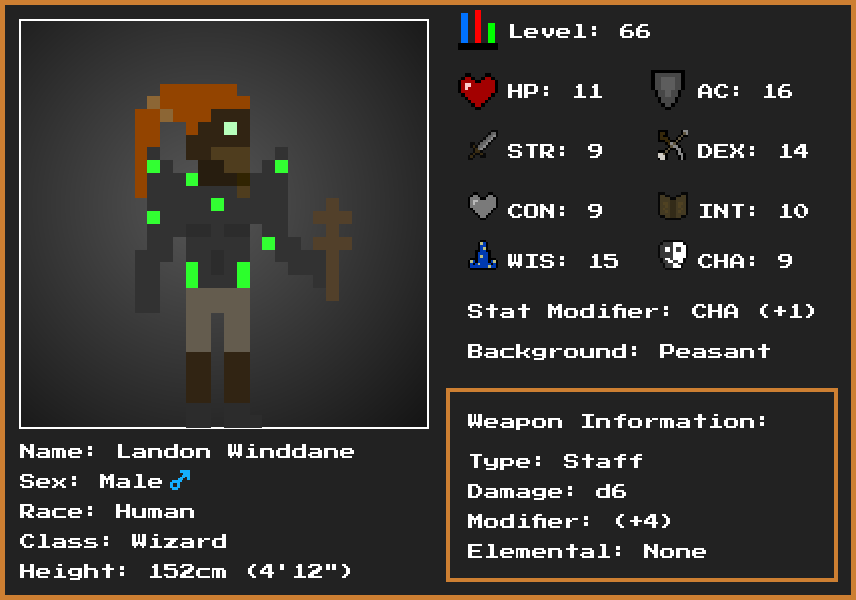 Level: 66
HP: 11
AC: 16
STR: 9
DEX: 14
CON: 9
INT: 10
WIS: 15
CHA: 9
Stat Modifier: CHA (+1)
Background: Peasant
Weapon Information:
Type: Staff
Damage: d6
Modifier: (+4)
Elemental: None
Name: Landon Winddane
Sex: Male♂
Race: Human
Class: Wizard
Height: 152cm (4'12")